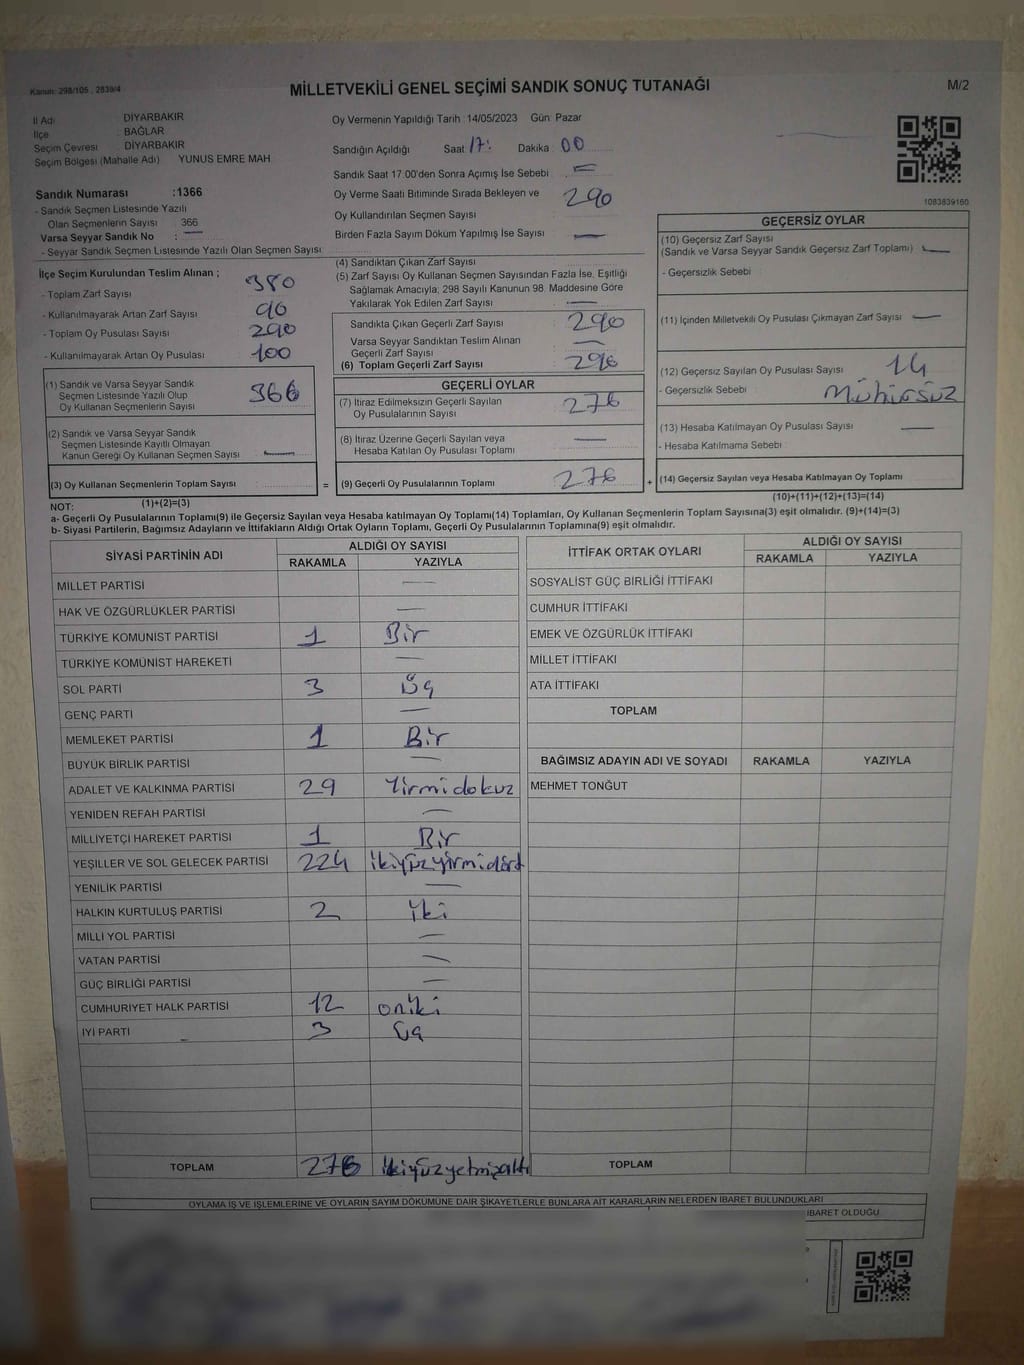 Kanun: 298/105 , 2839/4
MİLLETVEKİLİ GENEL SEÇİMİ SANDIK SONUÇ TUTANAĞI
M/2
İl Adı DİYARBAKIR
İlçe : BAĞLAR
Seçim Çevresi DİYARBAKIR
Seçim Bölgesi (Mahalle Adı) YUNUS EMRE MAH.
Sandık Numarası :1366
- Sandık Seçmen Listesinde Yazılı
Olan Seçmenlerin Sayısı : 366
Varsa Seyyar Sandık No : —
- Seyyar Sandık Seçmen Listesinde Yazılı Olan Seçmen Sayısı:
Oy Vermenin Yapıldığı Tarih :14/05/2023 Gün: Pazar
Sandığın Açıldığı Saat 17: Dakika 00
Sandık Saat 17:00'den Sonra Açımış İse Sebebi : —
Oy Verme Saati Bitiminde Sırada Bekleyen ve
Oy Kullandırılan Seçmen Sayısı 290
Birden Fazla Sayım Döküm Yapılmış İse Sayısı —
1083839160
İlçe Seçim Kurulundan Teslim Alınan ;
- Toplam Zarf Sayısı 380
- Kullanılmayarak Artan Zarf Sayısı 90
- Toplam Oy Pusulası Sayısı 290
- Kullanılmayarak Artan Oy Pusulası 100
(1) Sandık ve Varsa Seyyar Sandık
Seçmen Listesinde Yazılı Olup
Oy Kullanan Seçmenlerin Sayısı 366
(2) Sandık ve Varsa Seyyar Sandık
Seçmen Listesinde Kayıtlı Olmayan
Kanun Gereği Oy Kullanan Seçmen Sayısı : —
(3) Oy Kullanan Seçmenlerin Toplam Sayısı =
(4) Sandıktan Çıkan Zarf Sayısı
(5) Zarf Sayısı Oy Kullanan Seçmen Sayısından Fazla İse, Eşitliği
Sağlamak Amacıyla; 298 Sayılı Kanunun 98. Maddesine Göre
Yakılarak Yok Edilen Zarf Sayısı —
Sandıkta Çıkan Geçerli Zarf Sayısı 290
Varsa Seyyar Sandıktan Teslim Alınan
Geçerli Zarf Sayısı —
(6) Toplam Geçerli Zarf Sayısı 290
GEÇERLİ OYLAR
(7) İtiraz Edilmeksizin Geçerli Sayılan
Oy Pusulalarının Sayısı 276
(8) İtiraz Üzerine Geçerli Sayılan veya
Hesaba Katılan Oy Pusulası Toplamı —
(9) Geçerli Oy Pusulalarının Toplamı 276 +
GEÇERSİZ OYLAR
(10) Geçersiz Zarf Sayısı
(Sandık ve Varsa Seyyar Sandık Geçersiz Zarf Toplamı) —
- Geçersizlik Sebebi :
(11) İçinden Milletvekili Oy Pusulası Çıkmayan Zarf Sayısı —
(12) Geçersiz Sayılan Oy Pusulası Sayısı 14
- Geçersizlik Sebebi Mühürsüz
(13) Hesaba Katılmayan Oy Pusulası Sayısı —
- Hesaba Katılmama Sebebi
(14) Geçersiz Sayılan veya Hesaba Katılmayan Oy Toplamı
NOT: (1)+(2)=(3) (10)+(11)+(12)+(13)=(14)
a- Geçerli Oy Pusulalarının Toplamı(9) ile Geçersiz Sayılan veya Hesaba katılmayan Oy Toplamı(14) Toplamları, Oy Kullanan Seçmenlerin Toplam Sayısına(3) eşit olmalıdır. (9)+(14)=(3)
b- Siyasi Partilerin, Bağımsız Adayların ve İttifakların Aldığı Ortak Oyların Toplamı, Geçerli Oy Pusulalarının Toplamına(9) eşit olmalıdır.
SİYASİ PARTİNİN ADI ALDIĞI OY SAYISI
RAKAMLA YAZIYLA
MİLLET PARTİSİ —
HAK VE ÖZGÜRLÜKLER PARTİSİ —
TÜRKİYE KOMÜNİST PARTİSİ 1 Bir
TÜRKİYE KOMÜNİST HAREKETİ —
SOL PARTİ 3 Üç
GENÇ PARTİ —
MEMLEKET PARTİSİ 1 Bir
BÜYÜK BİRLİK PARTİSİ —
ADALET VE KALKINMA PARTİSİ 29 Yirmidokuz
YENİDEN REFAH PARTİSİ —
MİLLİYETÇİ HAREKET PARTİSİ 1 Bir
YEŞİLLER VE SOL GELECEK PARTİSİ 224 ikiyüzyirmidört
YENİLİK PARTİSİ —
HALKIN KURTULUŞ PARTİSİ 2 iki
MİLLİ YOL PARTİSİ —
VATAN PARTİSİ —
GÜÇ BİRLİĞİ PARTİSİ —
CUMHURİYET HALK PARTİSİ 12 oniki
İYİ PARTİ 3 Üç
TOPLAM 276 ikiyüzyetmişaltı
İTTİFAK ORTAK OYLARI ALDIĞI OY SAYISI
RAKAMLA YAZIYLA
SOSYALİST GÜÇ BİRLİĞİ İTTİFAKI
CUMHUR İTTİFAKI
EMEK VE ÖZGÜRLÜK İTTİFAKI
MİLLET İTTİFAKI
ATA İTTİFAKI
TOPLAM
BAĞIMSIZ ADAYIN ADI VE SOYADI RAKAMLA YAZIYLA
MEHMET TONĞUT
TOPLAM
OYLAMA İŞ VE İŞLEMLERİNE VE OYLARIN SAYIM DÖKÜMÜNE DAİR ŞİKAYETLERLE BUNLARA AİT KARARLARIN NELERDEN İBARET BULUNDUKLARI
İBARET OLDUĞU